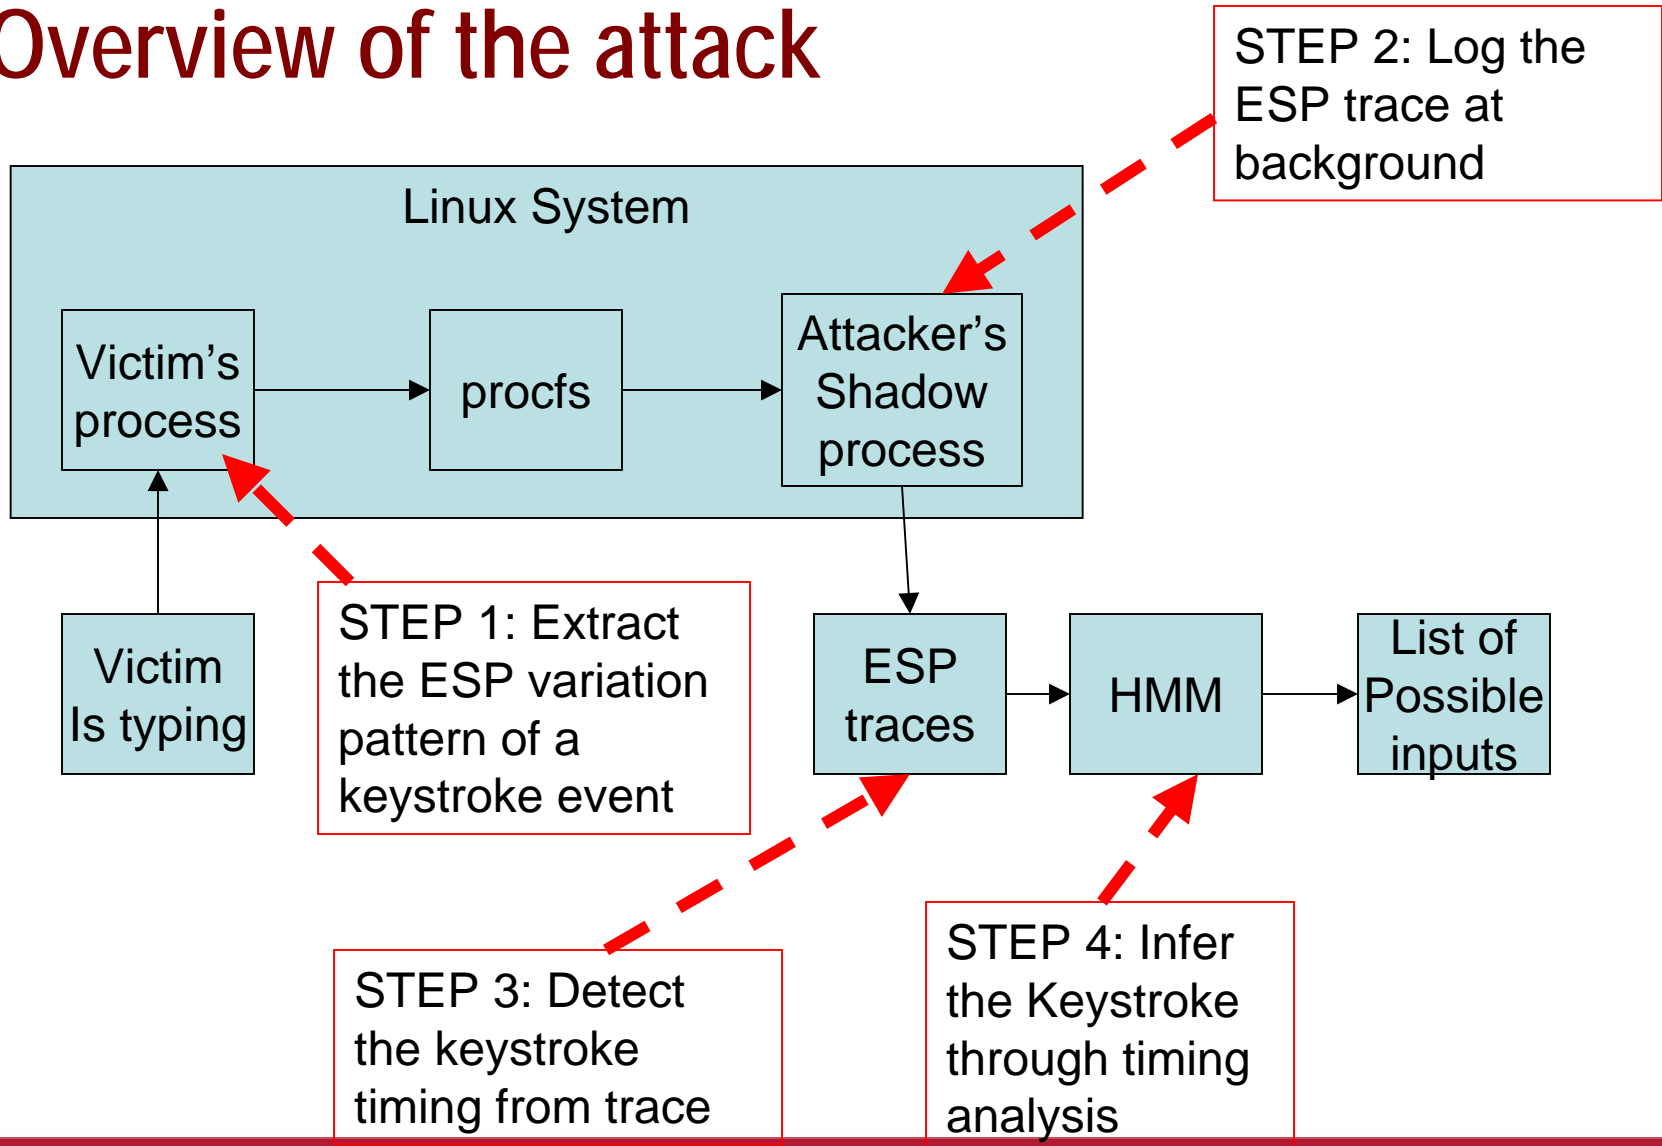 Overview of the attack
STEP 2: Log the
ESP trace at
background
Linux System
Victim's
process
procfs
Attacker's
Shadow
process
Victim
Is typing
STEP 1: Extract
the ESP variation
pattern of a
keystroke event
ESP
traces
HMM
List of
Possible
inputs
STEP 3: Detect
the keystroke
timing from trace
STEP 4: Infer
the Keystroke
through timing
analysis